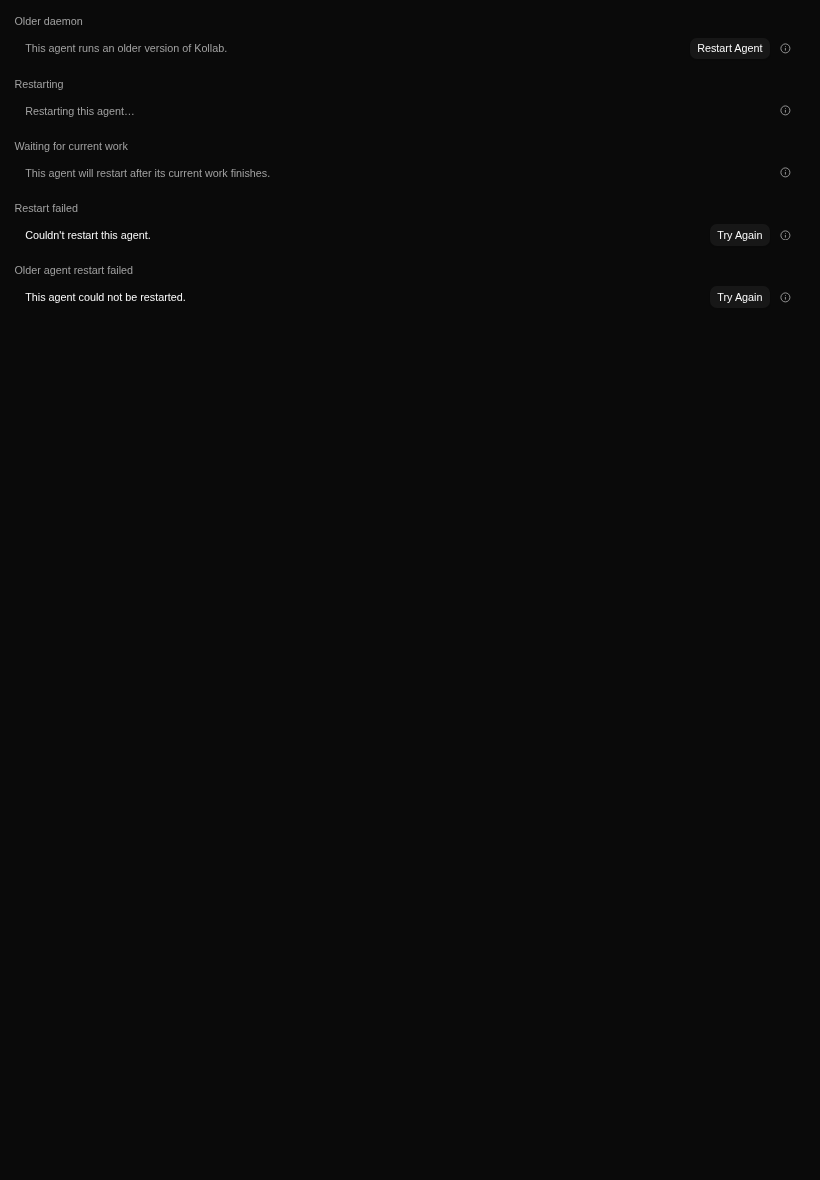 Older daemon
This agent runs an older version of Kollab. Restart Agent
Restarting
Restarting this agent…
Waiting for current work
This agent will restart after its current work finishes.
Restart failed
Couldn't restart this agent. Try Again
Older agent restart failed
This agent could not be restarted. Try Again